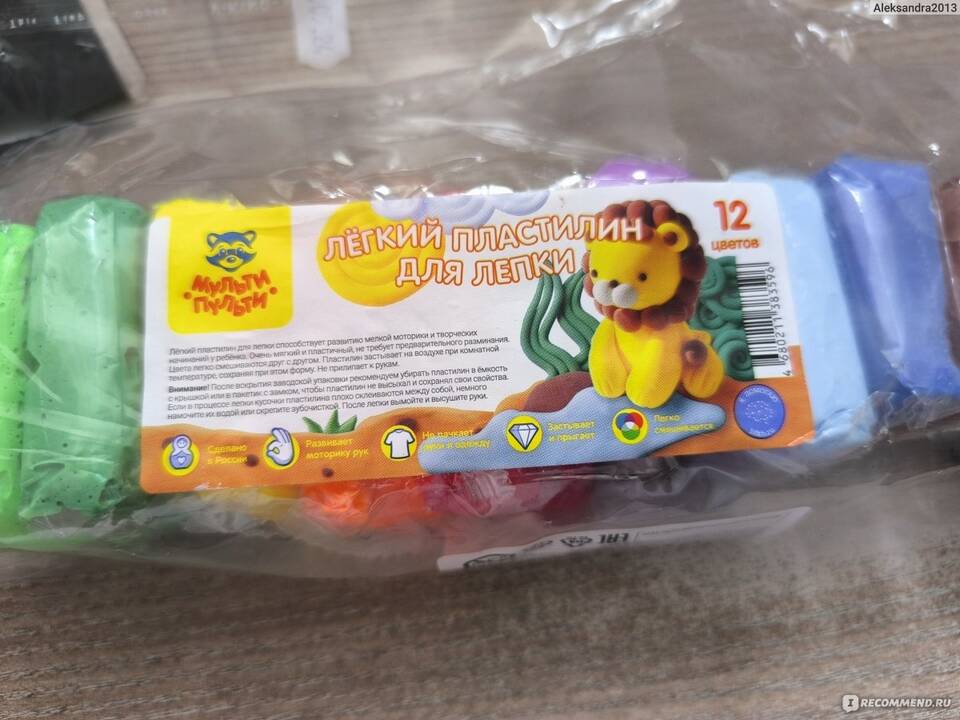 Aleksandra2013
МУЛЬТИ
ПУЛЬТИ
ЛЁГКИЙ ПЛАСТИЛИН
ДЛЯ ЛЕПКИ
12
цветов
Лёгкий пластилин для лепки способствует развитию мелкой моторики и творческих
начинаний у ребёнка. Очень мягкий и пластичный, не требует предварительного разминания.
Цвета легко смешиваются друг с другом. Пластилин застывает на воздухе при комнатной
температуре, сохраняя при этом форму. Не прилипает к рукам.
Внимание! После вскрытия заводской упаковки рекомендуем убирать пластилин в ёмкость
с крышкой или в пакетик с замком, чтобы пластилин не высыхал и сохранял свои свойства.
Если в процессе лепки кусочки пластилина плохо склеиваются между собой, немного
намочите их водой или скрепите зубочисткой. После лепки вымойте и высушите руки.
4 680211 383596
Сделано
в России
Развивает
моторику рук
Не пачкает
руки и одежду
Застывает
и прыгает
Легко
смешивается
EAC
IRECOMMEND.RU